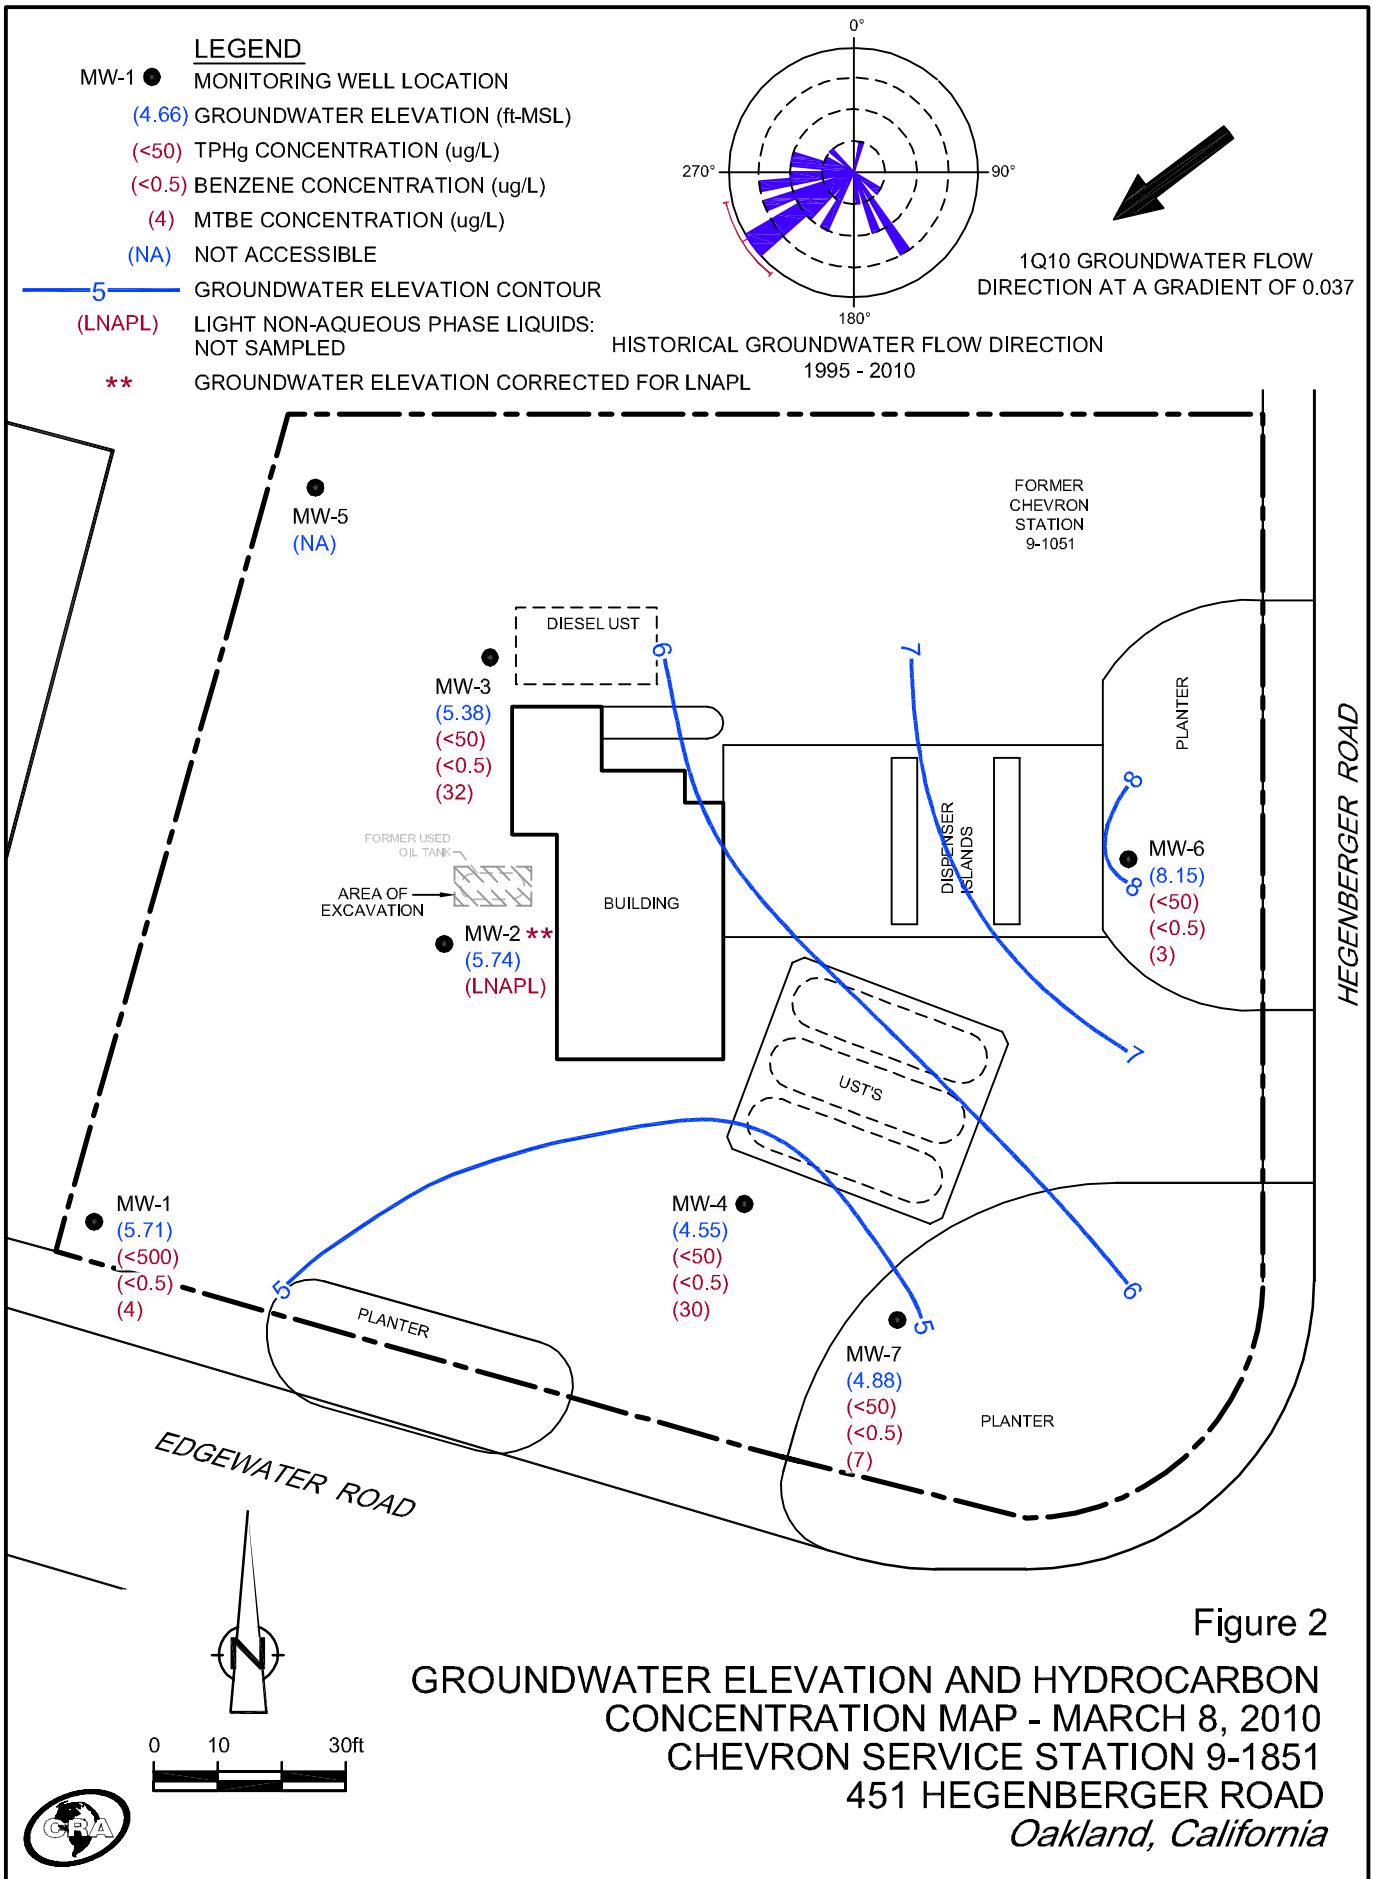 LEGEND
MW-1 MONITORING WELL LOCATION
(4.66) GROUNDWATER ELEVATION (ft-MSL)
(<50) TPHg CONCENTRATION (ug/L)
(<0.5) BENZENE CONCENTRATION (ug/L)
(4) MTBE CONCENTRATION (ug/L)
(NA) NOT ACCESSIBLE
5 GROUNDWATER ELEVATION CONTOUR
(LNAPL) LIGHT NON-AQUEOUS PHASE LIQUIDS:
NOT SAMPLED
** GROUNDWATER ELEVATION CORRECTED FOR LNAPL
0°
270°
90°
180°
HISTORICAL GROUNDWATER FLOW DIRECTION
1995 - 2010
1Q10 GROUNDWATER FLOW
DIRECTION AT A GRADIENT OF 0.037
MW-5
(NA)
FORMER
CHEVRON
STATION
9-1051
DIESEL UST
MW-3
(5.38)
(<50)
(<0.5)
(32)
6
7
PLANTER
HEGENBERGER ROAD
8
8
MW-6
(8.15)
(<50)
(<0.5)
(3)
DISPENSER
ISLANDS
FORMER USED
OIL TANK
AREA OF
EXCAVATION
BUILDING
MW-2 **
(5.74)
(LNAPL)
7
UST'S
MW-1
(5.71)
(<500)
(<0.5)
(4)
5
PLANTER
MW-4
(4.55)
(<50)
(<0.5)
(30)
6
5
MW-7
(4.88)
(<50)
(<0.5)
(7)
PLANTER
EDGEWATER ROAD
N
0 10 30ft
CRA
Figure 2
GROUNDWATER ELEVATION AND HYDROCARBON
CONCENTRATION MAP - MARCH 8, 2010
CHEVRON SERVICE STATION 9-1851
451 HEGENBERGER ROAD
Oakland, California